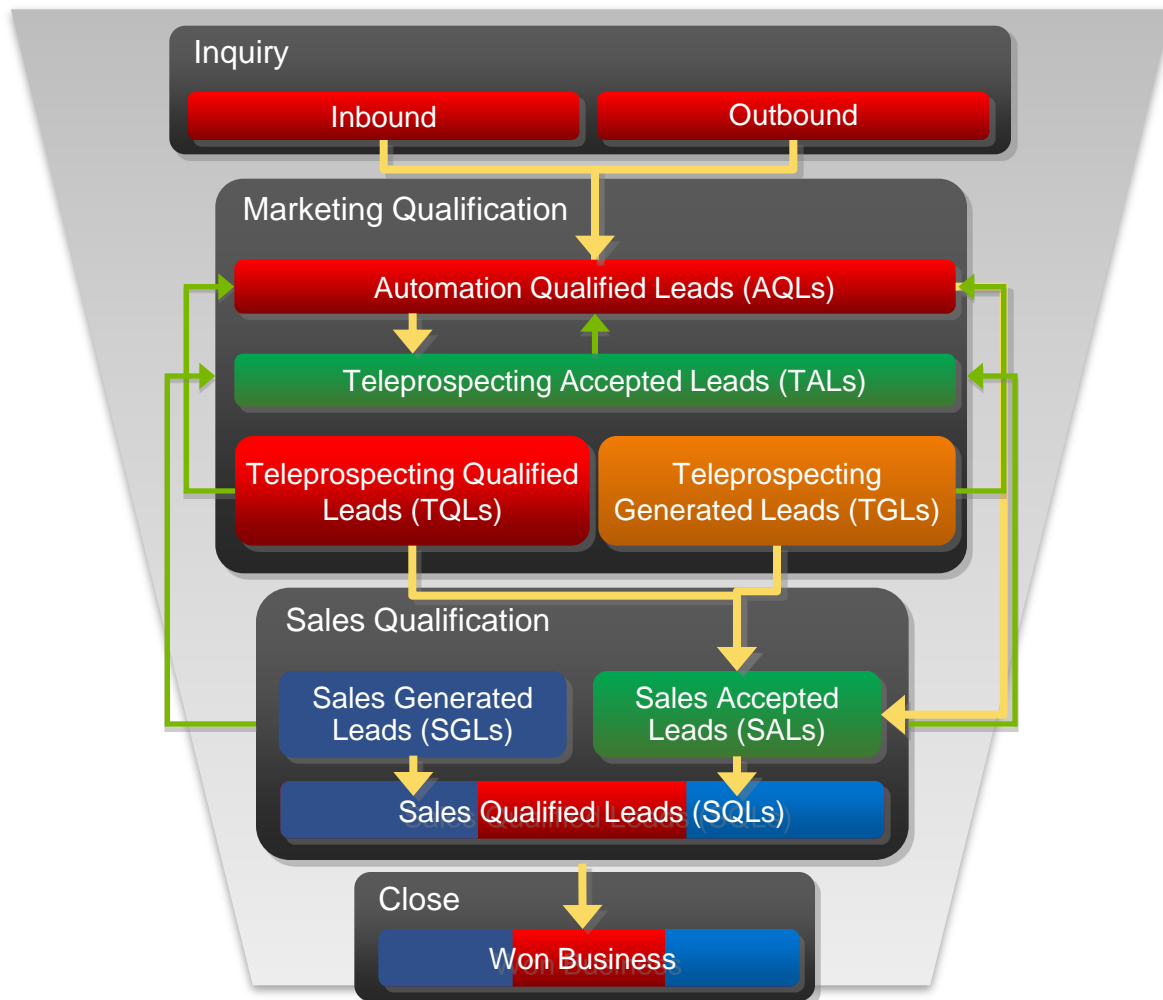 Inquiry
Inbound
Outbound
Marketing Qualification
Automation Qualified Leads (AQLs)
Teleprospecting Accepted Leads (TALs)
Teleprospecting Qualified
Leads (TQLs)
Teleprospecting
Generated Leads (TGLs)
Sales Qualification
Sales Generated
Leads (SGLs)
Sales Accepted
Leads (SALs)
Sales Qualified Leads (SQLs)
Close
Won Business